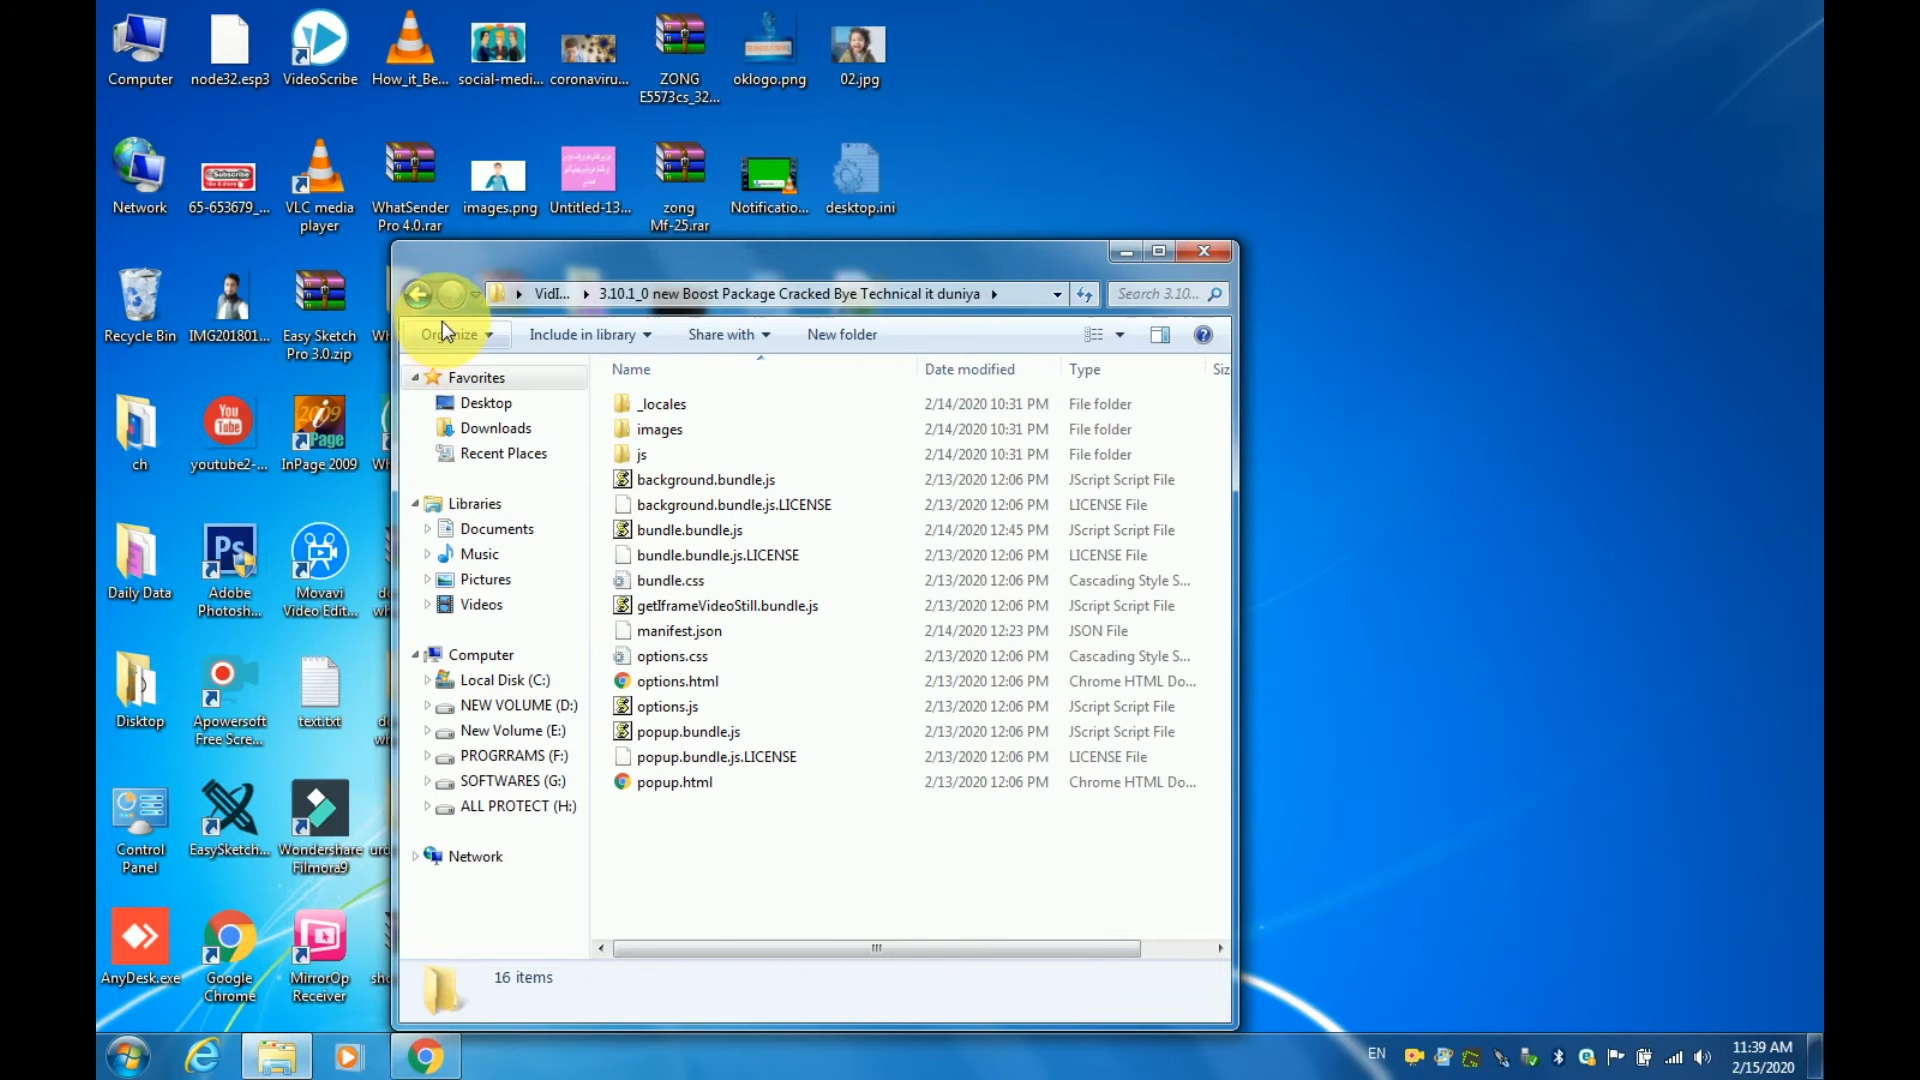 Computer
node32.esp3
VideoScribe
How_it_Be...
social-medi...
coronaviru...
ZONG
E5573cs_32...
oklogo.png
02.jpg
Network
65-653679_...
VLC media
player
WhatSender
Pro 4.0.rar
images.png
Untitled-13...
zong
Mf-25.rar
Notificatio...
desktop.ini
Recycle Bin
IMG201801...
Easy Sketch
Pro 3.0.zip
ch
youtube2-...
InPage 2009
Daily Data
Adobe
Photosh...
Movavi
Video Edit...
Disktop
Apowersoft
Free Scre...
text.txt
Control
Panel
EasySketch...
Wondershare
Filmora9
AnyDesk.exe
Google
Chrome
MirrorOp
Receiver
VidI...
3.10.1_0 new Boost Package Cracked Bye Technical it duniya
Search 3.10...
Organize
Include in library
Share with
New folder
Favorites
Desktop
Downloads
Recent Places
Libraries
Documents
Music
Pictures
Videos
Computer
Local Disk (C:)
NEW VOLUME (D:)
New Volume (E:)
PROGRRAMS (F:)
SOFTWARES (G:)
ALL PROTECT (H:)
Network
Name Date modified Type Siz
_locales 2/14/2020 10:31 PM File folder
images 2/14/2020 10:31 PM File folder
js 2/14/2020 10:31 PM File folder
background.bundle.js 2/13/2020 12:06 PM JScript Script File
background.bundle.js.LICENSE 2/13/2020 12:06 PM LICENSE File
bundle.bundle.js 2/14/2020 12:45 PM JScript Script File
bundle.bundle.js.LICENSE 2/13/2020 12:06 PM LICENSE File
bundle.css 2/13/2020 12:06 PM Cascading Style S...
getIframeVideoStill.bundle.js 2/13/2020 12:06 PM JScript Script File
manifest.json 2/14/2020 12:23 PM JSON File
options.css 2/13/2020 12:06 PM Cascading Style S...
options.html 2/13/2020 12:06 PM Chrome HTML Do...
options.js 2/13/2020 12:06 PM JScript Script File
popup.bundle.js 2/13/2020 12:06 PM JScript Script File
popup.bundle.js.LICENSE 2/13/2020 12:06 PM LICENSE File
popup.html 2/13/2020 12:06 PM Chrome HTML Do...
16 items
EN
11:39 AM
2/15/2020